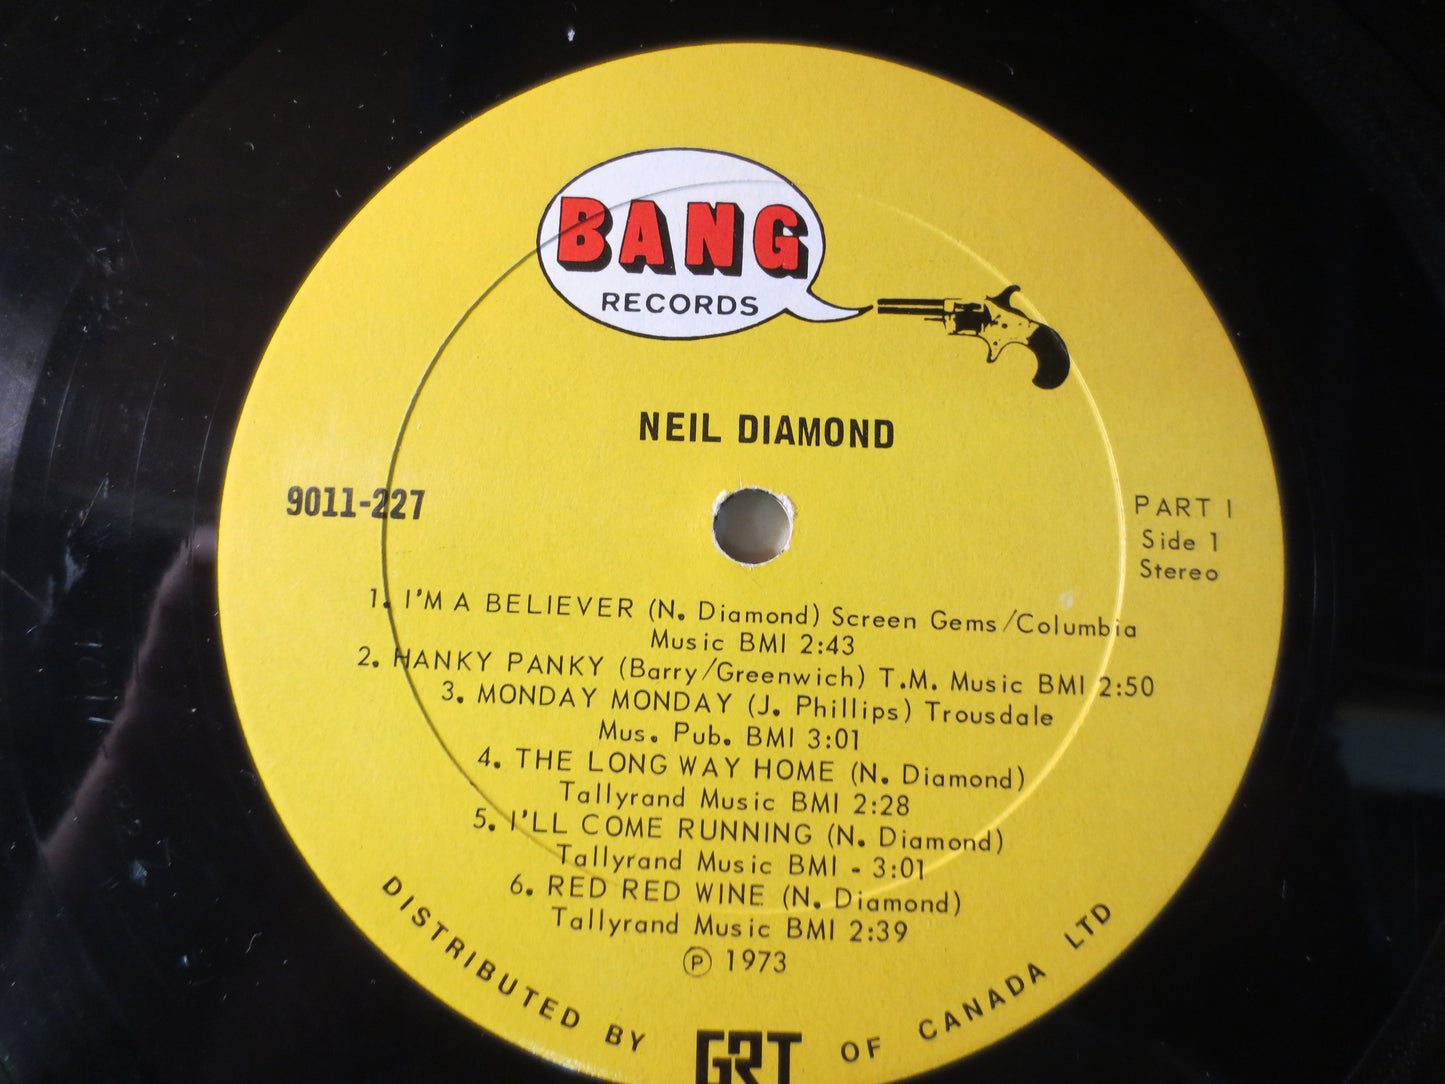 BANG
RECORDS
NEIL DIAMOND
9011-227
PART I
Side 1
Stereo
1. I'M A BELIEVER (N. Diamond) Screen Gems/Columbia
Music BMI 2:43
2. HANKY PANKY (Barry/Greenwich) T.M. Music BMI 2:50
3. MONDAY MONDAY (J. Phillips) Trousdale
Mus. Pub. BMI 3:01
4. THE LONG WAY HOME (N. Diamond)
Tallyrand Music BMI 2:28
5. I'LL COME RUNNING (N. Diamond)
Tallyrand Music BMI - 3:01
6. RED RED WINE (N. Diamond)
Tallyrand Music BMI 2:39
Ⓟ 1973
DISTRIBUTED BY GRT OF CANADA LTD